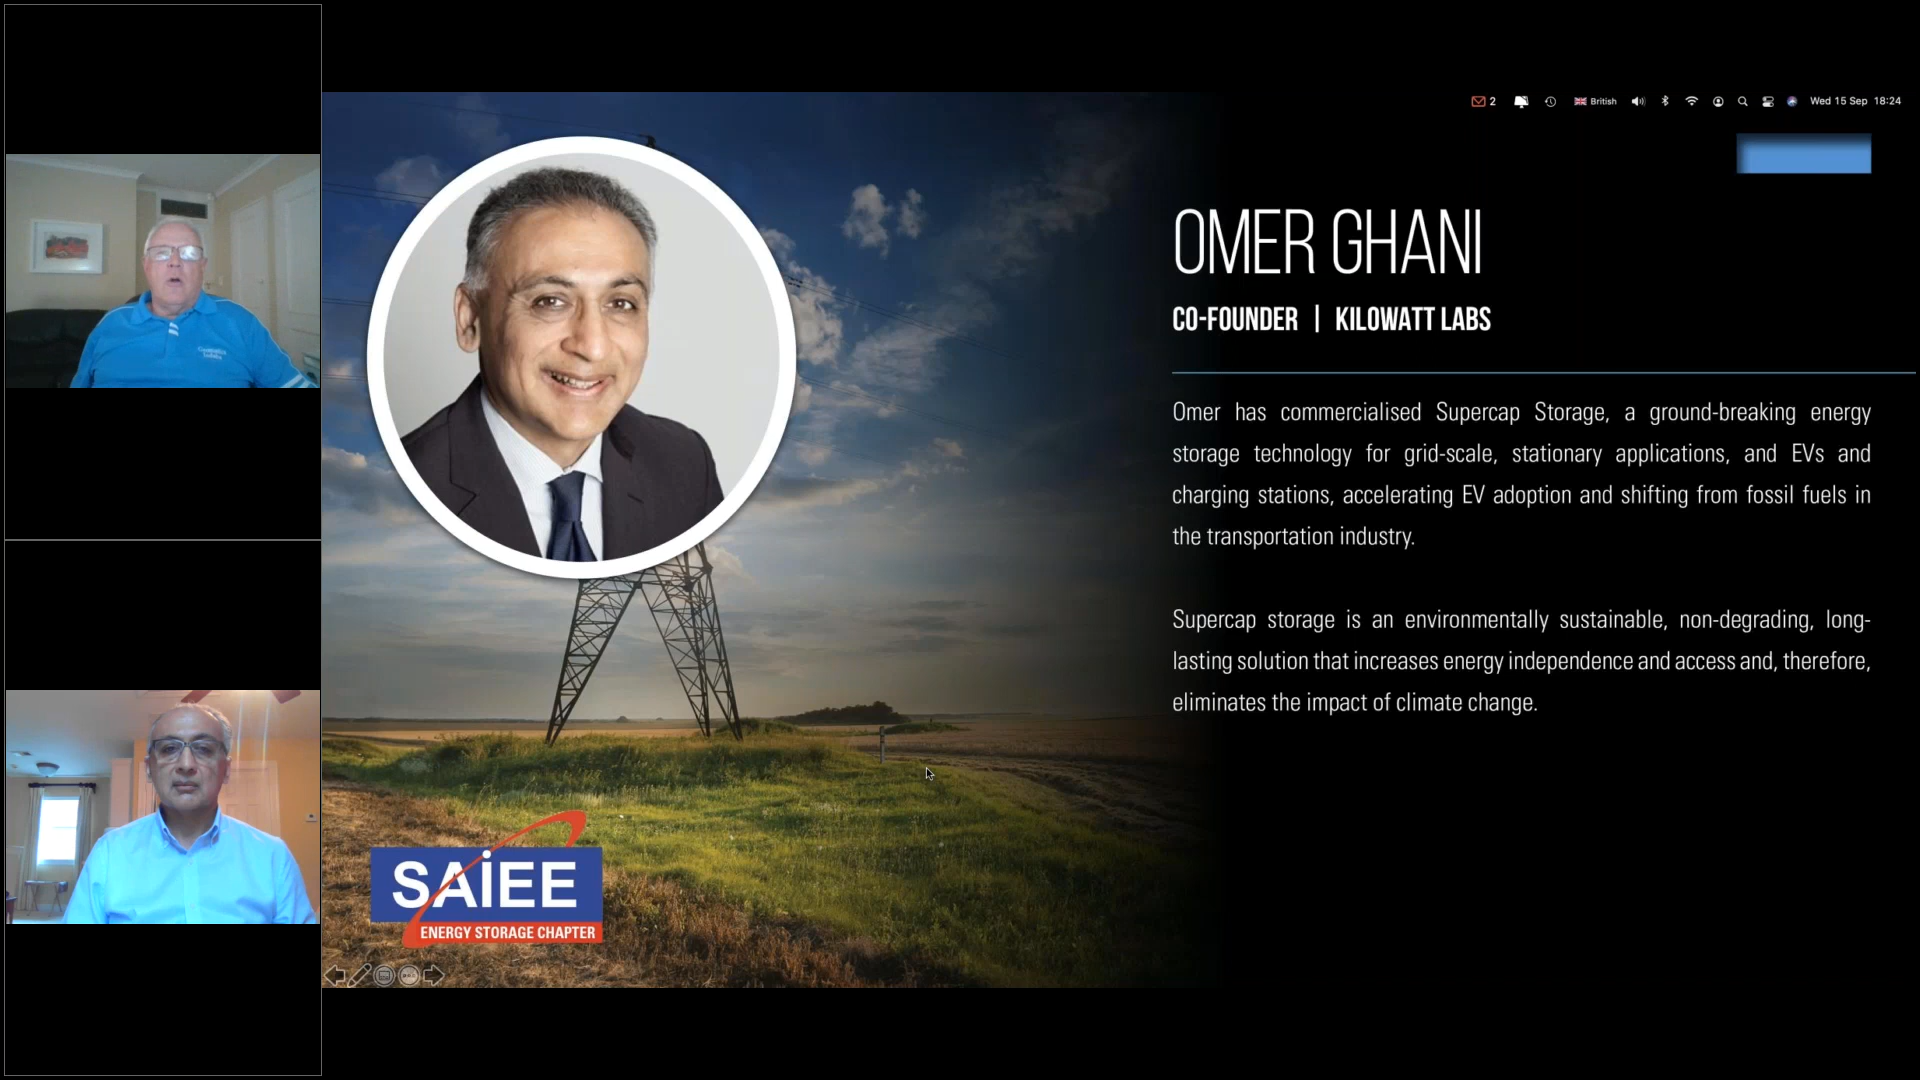 2 British Wed 15 Sep 18:24
OMER GHANI
CO-FOUNDER | KILOWATT LABS
Omer has commercialised Supercap Storage, a ground-breaking energy
storage technology for grid-scale, stationary applications, and EVs and
charging stations, accelerating EV adoption and shifting from fossil fuels in
the transportation industry.
Supercap storage is an environmentally sustainable, non-degrading, long-
lasting solution that increases energy independence and access and, therefore,
eliminates the impact of climate change.
SAiEE
ENERGY STORAGE CHAPTER